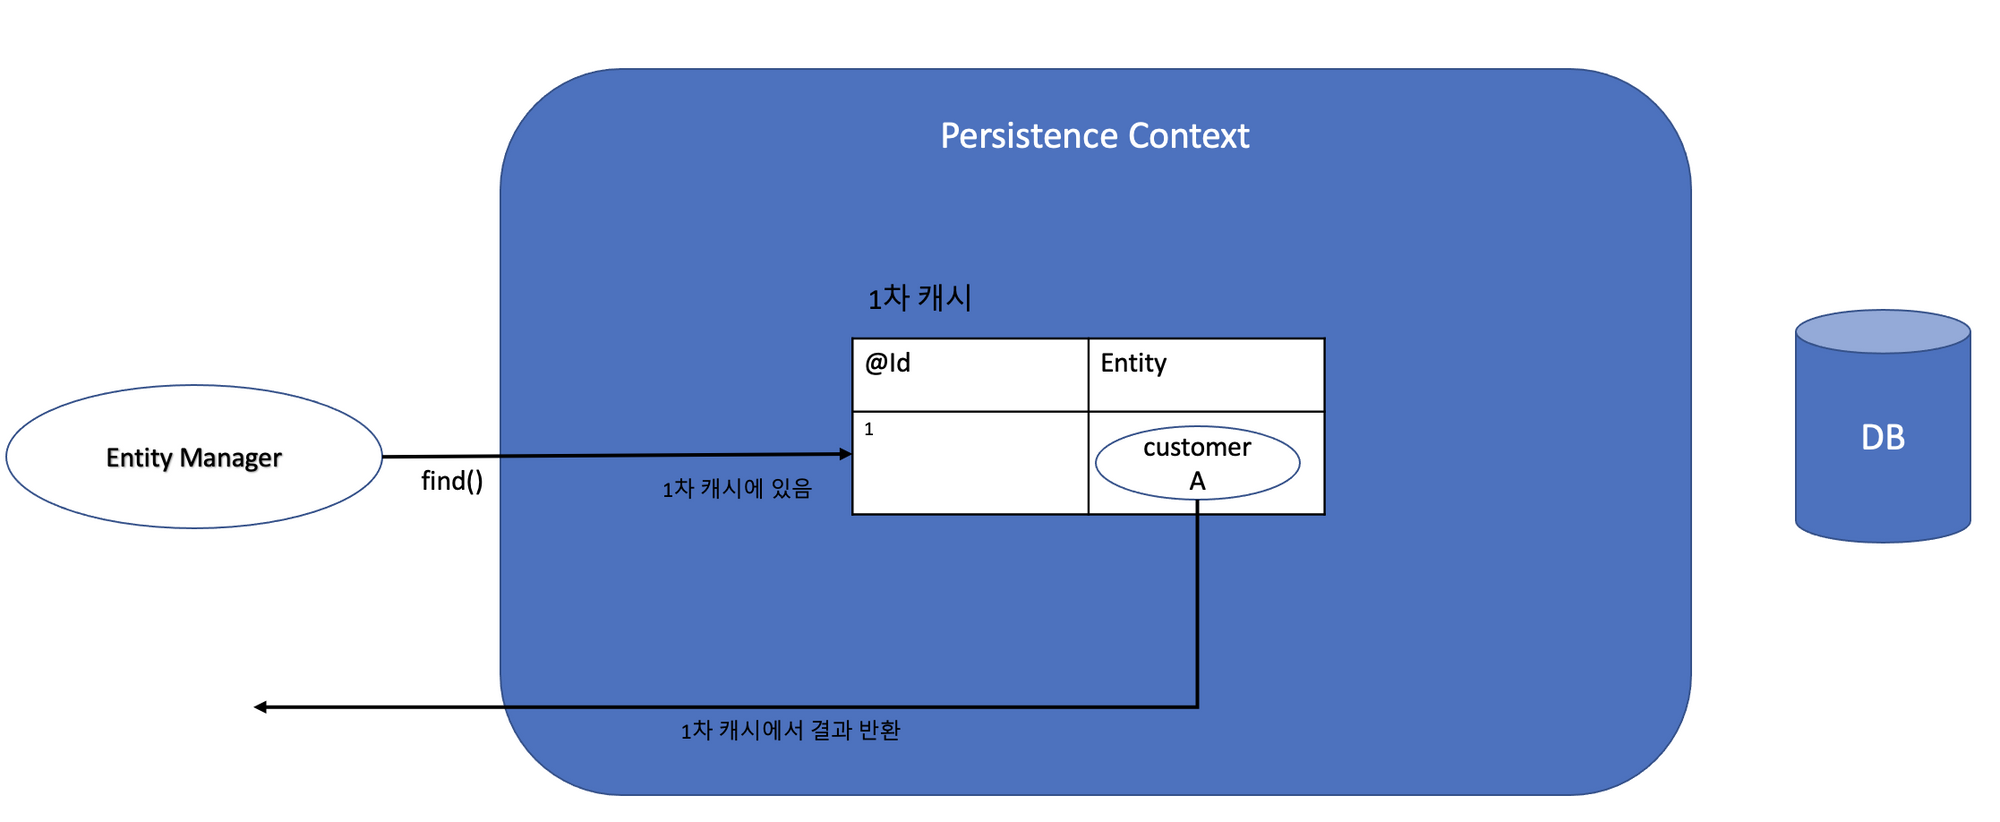 Persistence Context
1차 캐시
@Id
Entity
1
customer
A
Entity Manager
find()
1차 캐시에 있음
DB
1차 캐시에서 결과 반환